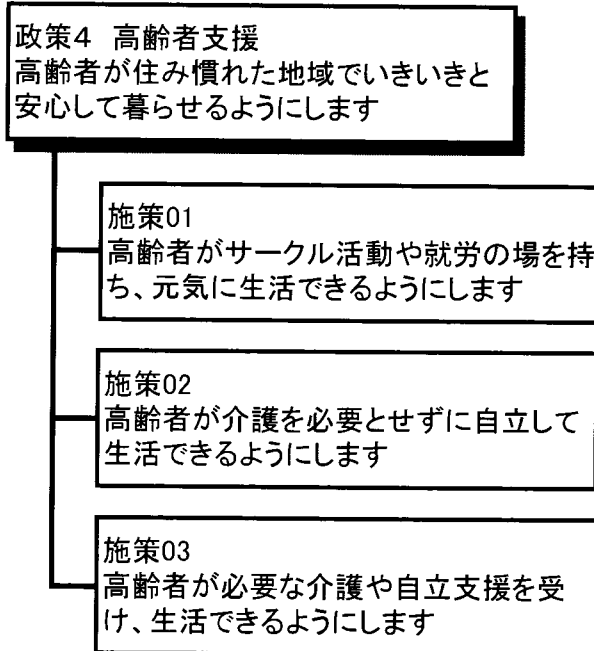 政策4 高齢者支援
高齢者が住み慣れた地域でいきいきと
安心して暮らせるようにします
施策01
高齢者がサークル活動や就労の場を持
ち、元気に生活できるようにします
施策02
高齢者が介護を必要とせずに自立して
生活できるようにします
施策03
高齢者が必要な介護や自立支援を受
け、生活できるようにします